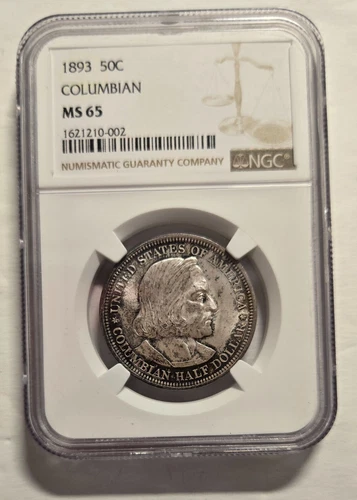 1893 50C
COLUMBIAN
MS 65
1621210-002
NUMISMATIC GUARANTY COMPANY
NGC
UNITED STATES OF AMERICA
COLUMBIAN HALF DOLLAR